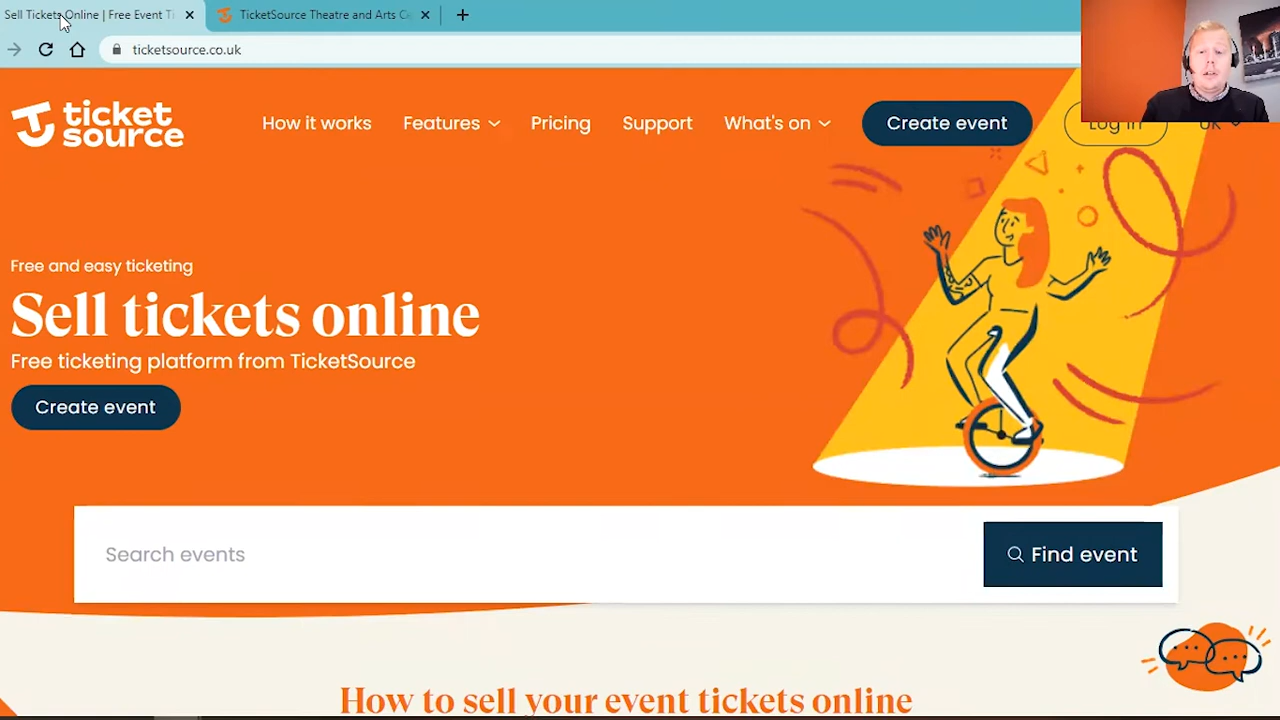 Sell Tickets Online | Free Event Ti
TicketSource Theatre and Arts Ce
ticketsource.co.uk
ticket
source
How it works
Features
Pricing
Support
What's on
Create event
Log in
UK
Free and easy ticketing
Sell tickets online
Free ticketing platform from TicketSource
Create event
Search events
Find event
How to sell your event tickets online